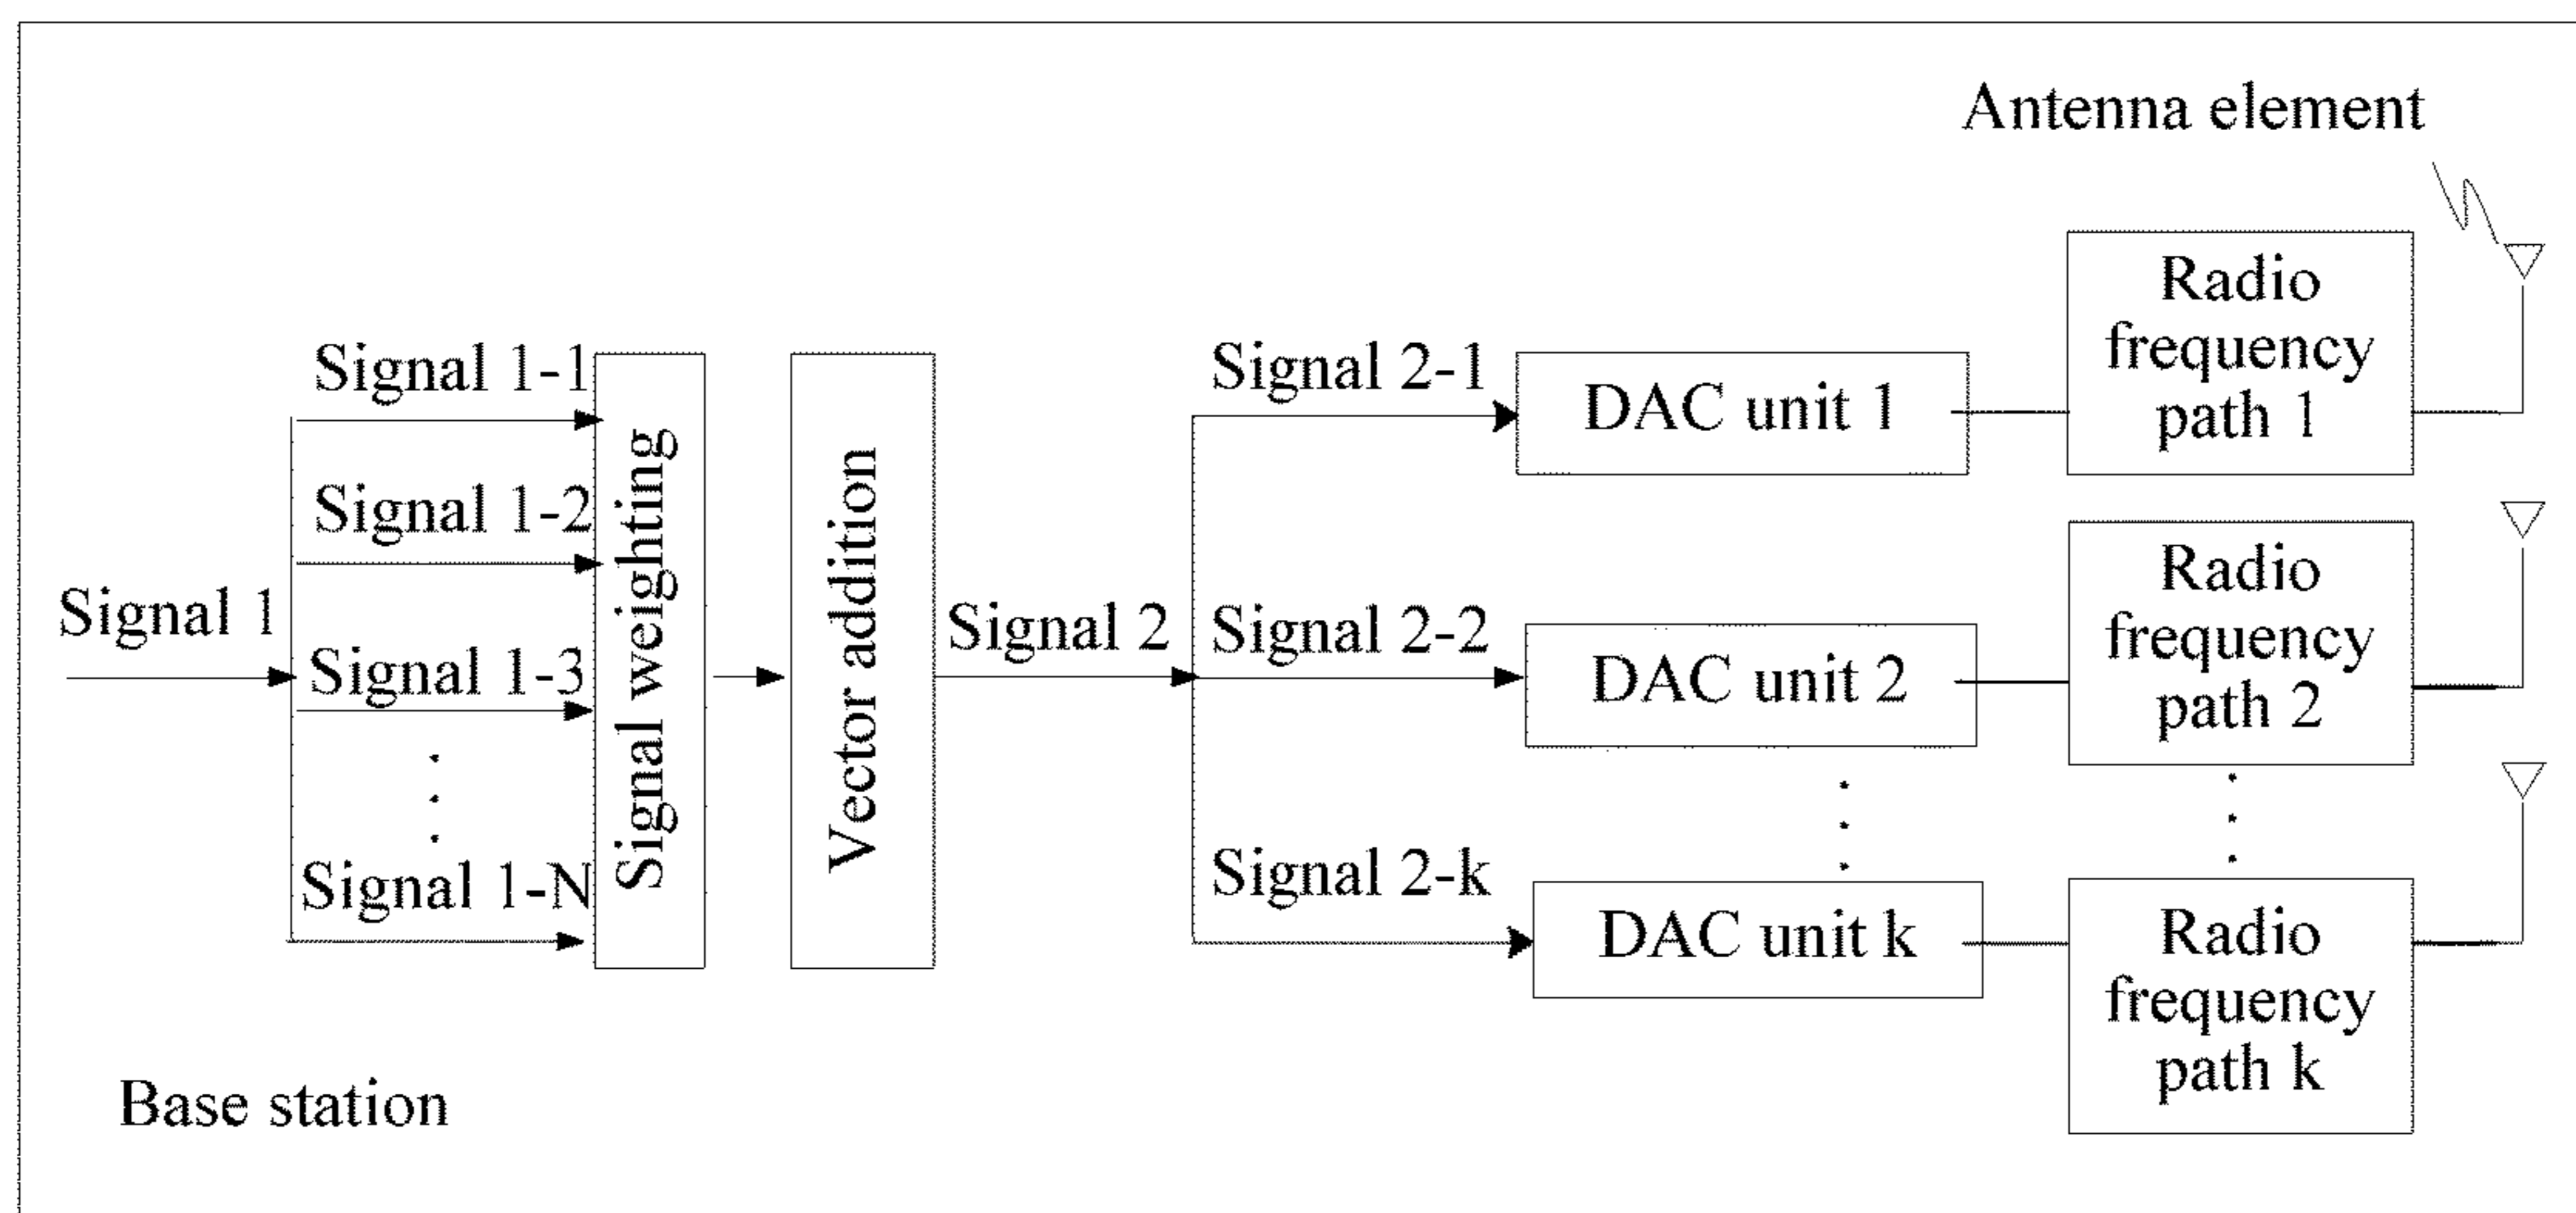 Antenna element
Signal 1
Signal 1-1
Signal 1-2
Signal 1-3
Signal 1-N
Signal weighting
Vector addition
Signal 2
Signal 2-1
Signal 2-2
Signal 2-k
DAC unit 1
DAC unit 2
DAC unit k
Radio
frequency
path 1
Radio
frequency
path 2
Radio
frequency
path k
Base station